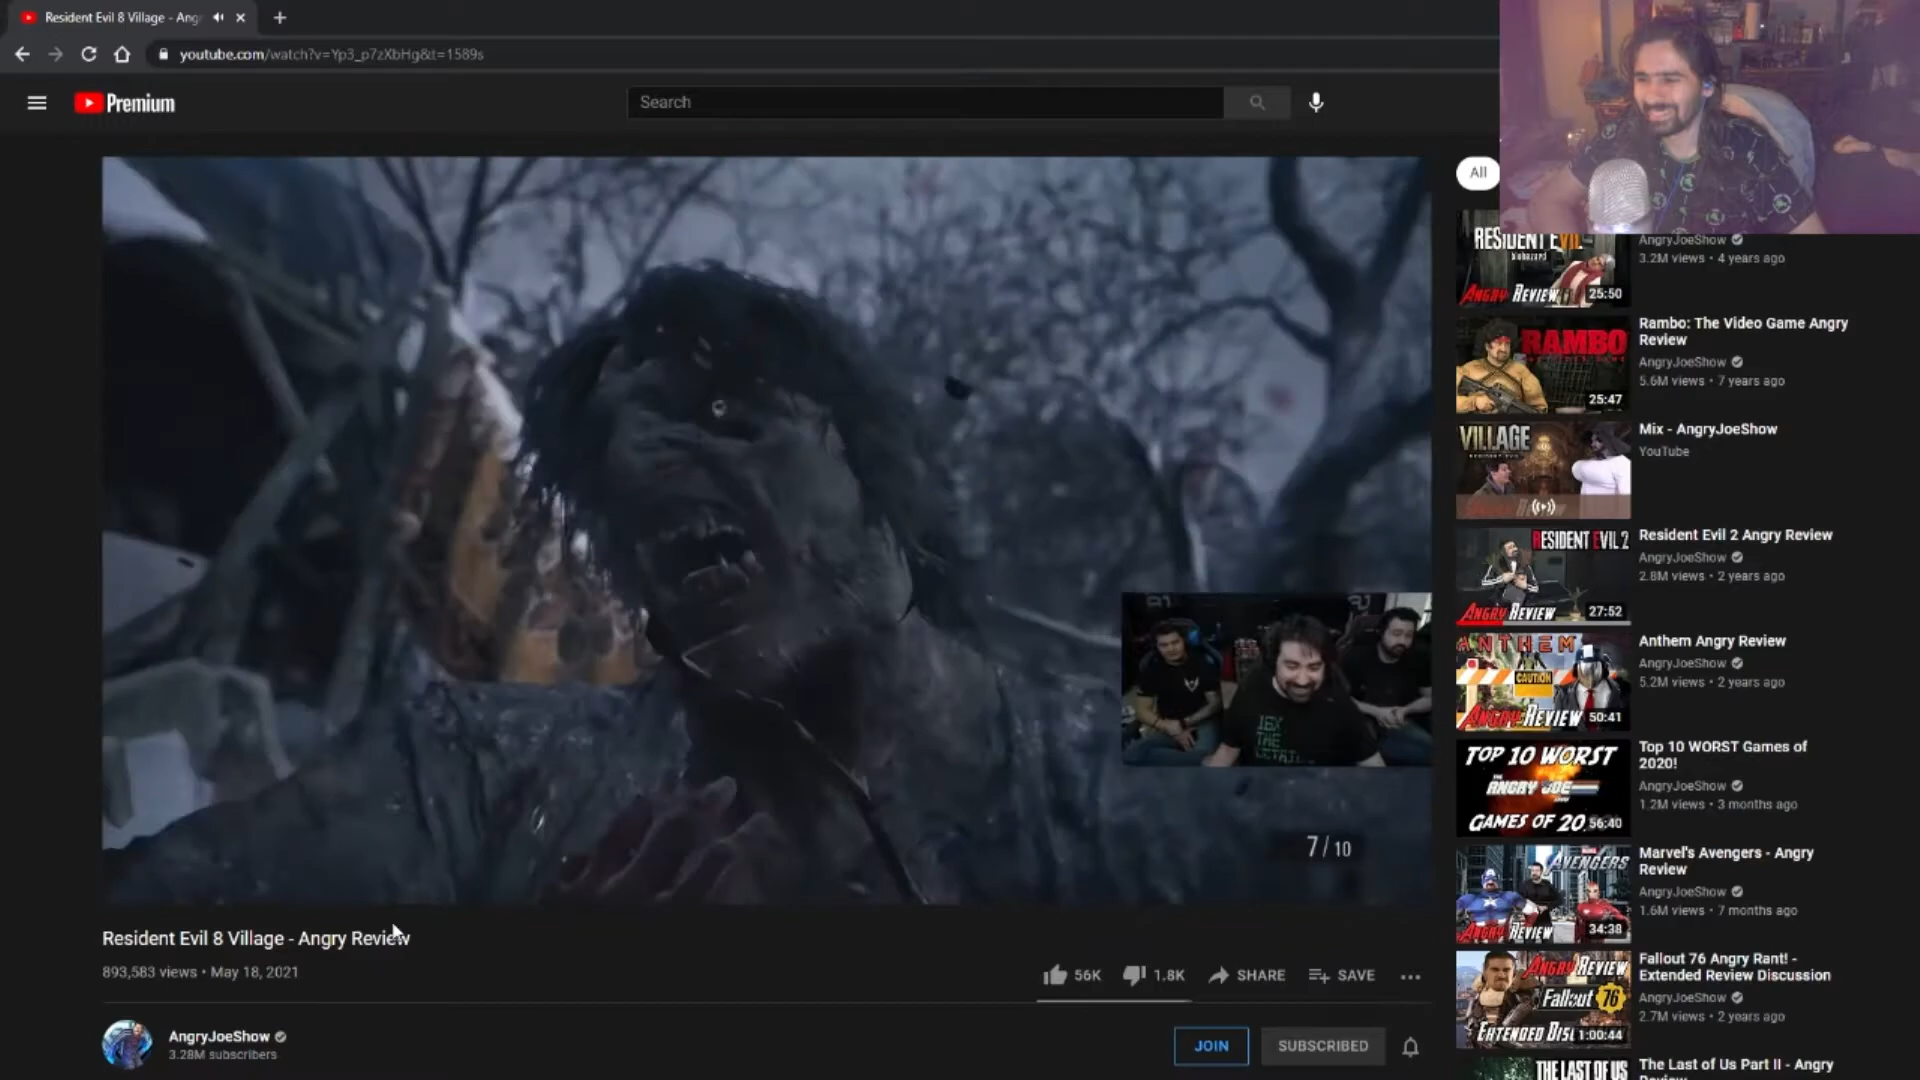 Resident Evil 8 Village - Ang
youtube.com/watch?v=Yp3_p7zXbHg&t=1589s
Premium
Search
All
RESIDENT EVIL
biohazard
ANGRY REVIEW
25:50
AngryJoeShow
3.2M views • 4 years ago
RAMBO
25:47
Rambo: The Video Game Angry
Review
AngryJoeShow
5.6M views • 7 years ago
VILLAGE
Mix - AngryJoeShow
YouTube
RESIDENT EVIL 2
ANGRY REVIEW
27:52
Resident Evil 2 Angry Review
AngryJoeShow
2.8M views • 2 years ago
ANTHEM
CAUTION
ANGRY REVIEW
50:41
Anthem Angry Review
AngryJoeShow
5.2M views • 2 years ago
TOP 10 WORST
ANGRY JOE
GAMES OF 20
56:40
Top 10 WORST Games of
2020!
AngryJoeShow
1.2M views • 3 months ago
MARVEL
AVENGERS
ANGRY REVIEW
34:38
Marvel's Avengers - Angry
Review
AngryJoeShow
1.6M views • 7 months ago
ANGRY REVIEW
Fallout 76
EXTENDED DIS
1:00:44
Fallout 76 Angry Rant! -
Extended Review Discussion
AngryJoeShow
2.7M views • 2 years ago
THE LAST OF US
The Last of Us Part II - Angry
7/10
Resident Evil 8 Village - Angry Review
893,583 views • May 18, 2021
56K
1.8K
SHARE
SAVE
AngryJoeShow
3.28M subscribers
JOIN
SUBSCRIBED